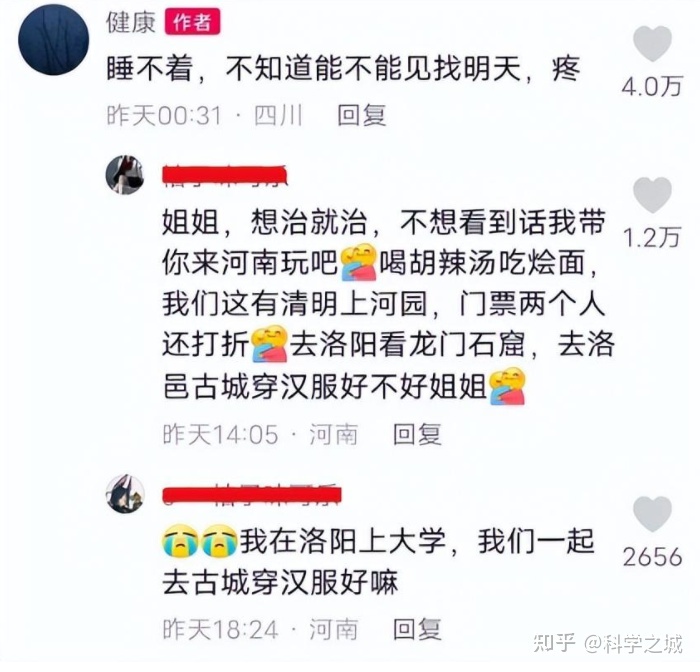 健康 作者
睡不着，不知道能不能见找明天，疼
4.0万
昨天00:31 · 四川 回复
姐姐，想治就治，不想看到话我带
你来河南玩吧喝胡辣汤吃烩面，
我们这有清明上河园，门票两个人
还打折去洛阳看龙门石窟，去洛
邑古城穿汉服好不好姐姐
1.2万
昨天14:05 · 河南 回复
我在洛阳上大学，我们一起
去古城穿汉服好嘛
2656
昨天18:24 · 河南 回复
知乎 @科学之城